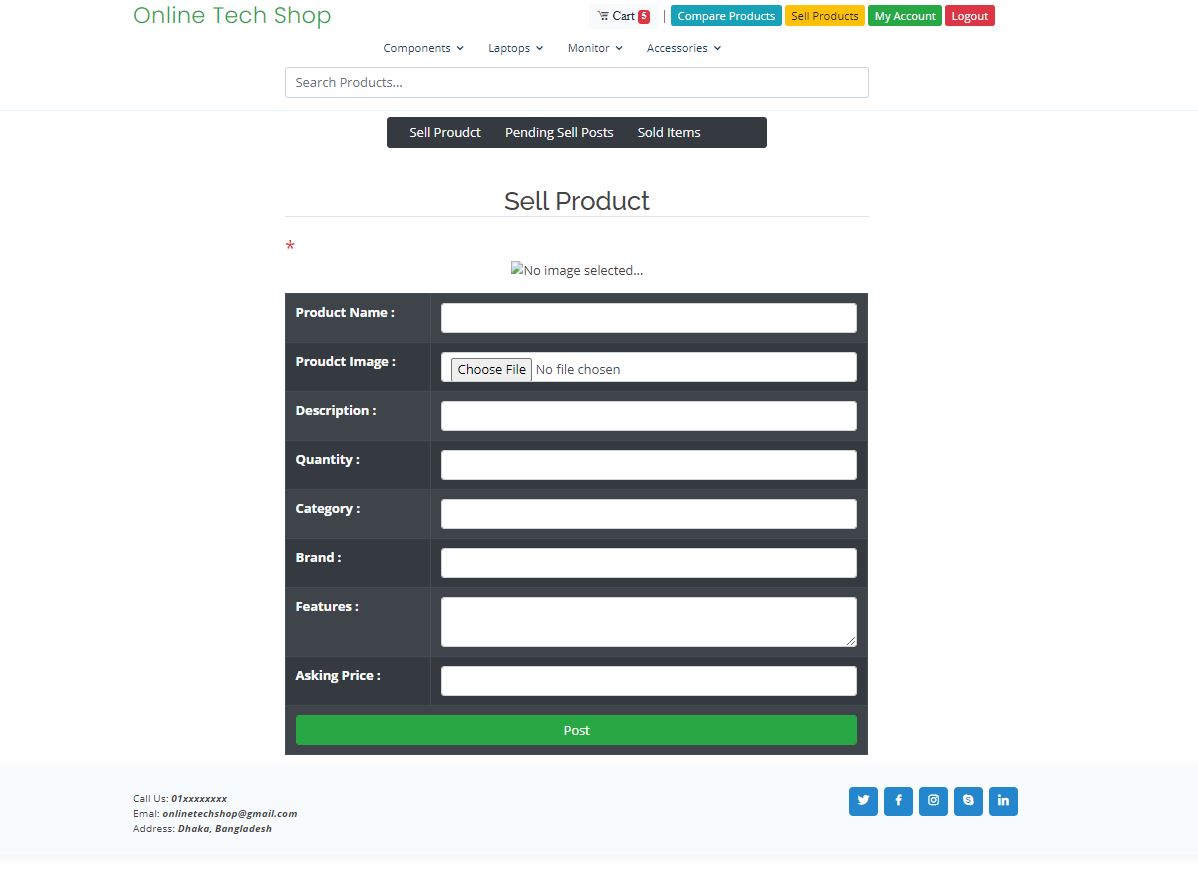 Online Tech Shop
Cart 5 | Compare Products Sell Products My Account Logout
Components Laptops Monitor Accessories
Search Products...
Sell Proudct Pending Sell Posts Sold Items
Sell Product
*
No image selected...
Product Name :
Proudct Image : Choose File No file chosen
Description :
Quantity :
Category :
Brand :
Features :
Asking Price :
Post
Call Us: 01xxxxxxxx
Emal: onlinetechshop@gmail.com
Address: Dhaka, Bangladesh